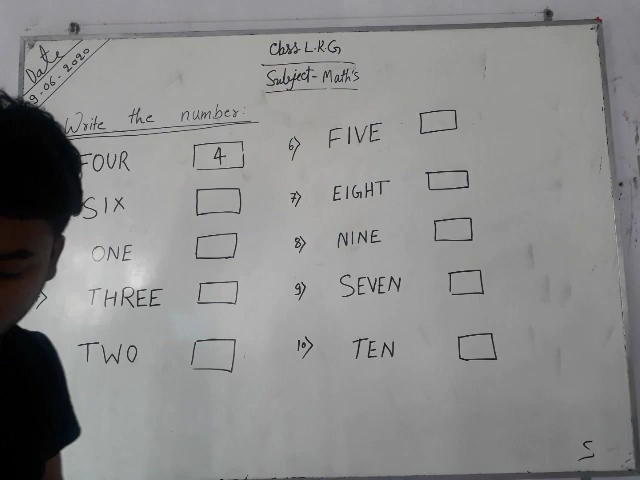 Date
9.06.2020
Class L.R.G
Subject- Math's
Write the number:
FOUR 4
SIX
ONE
THREE
TWO
6) FIVE
7) EIGHT
8) NINE
9) SEVEN
10) TEN
S